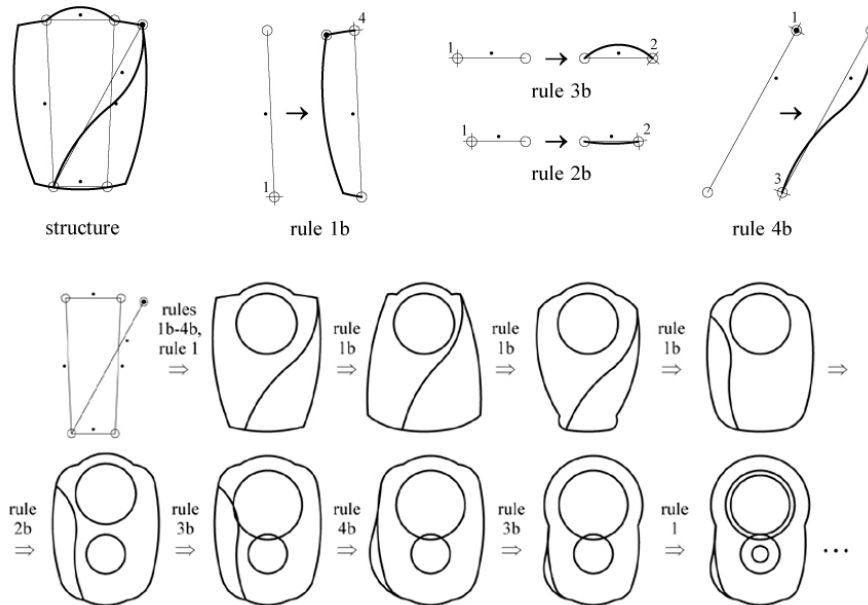 4
1
1
2
rule 3b
1
2
rule 2b
1
3
structure
rule 1b
rule 4b
rules
1b-4b,
rule 1
⇒
rule
1b
⇒
rule
1b
⇒
rule
1b
⇒
⇒
rule
2b
⇒
rule
3b
⇒
rule
4b
⇒
rule
3b
⇒
rule
1
⇒
...